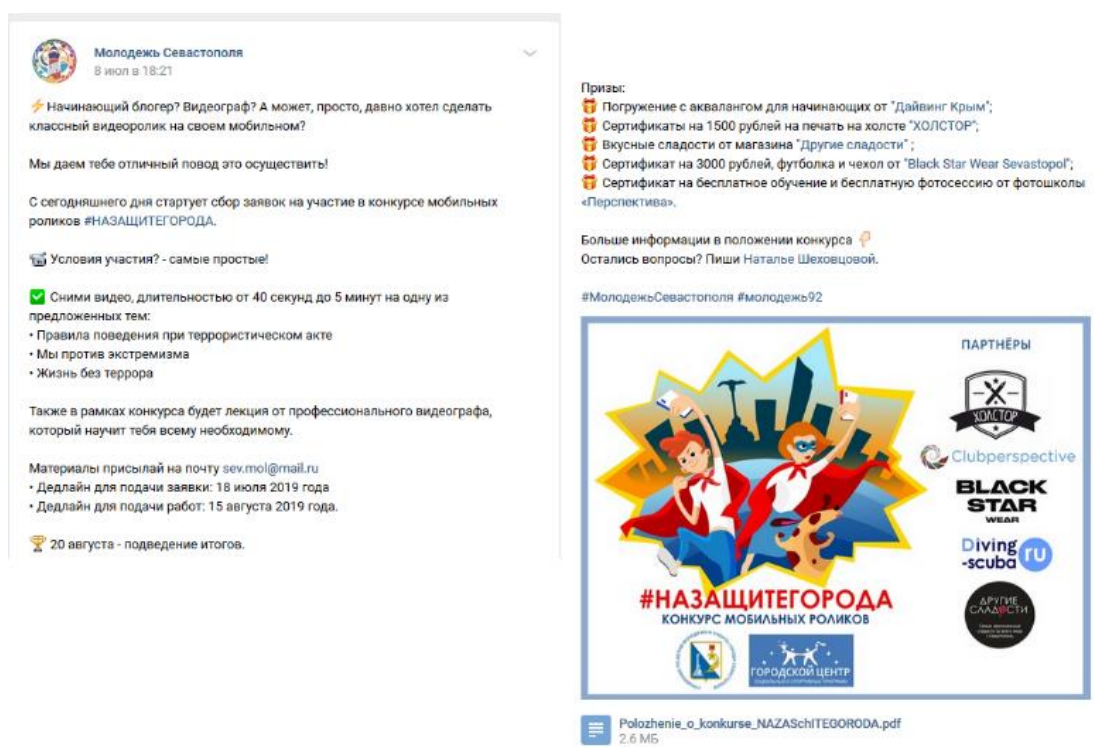 Молодежь Севастополя
8 июл в 18:21
⚡ Начинающий блогер? Видеограф? А может, просто, давно хотел сделать
классный видеоролик на своем мобильном?
Мы даем тебе отличный повод это осуществить!
С сегодняшнего дня стартует сбор заявок на участие в конкурсе мобильных
роликов #НАЗАЩИТЕГОРОДА.
📹 Условия участия? - самые простые!
✅ Сними видео, длительностью от 40 секунд до 5 минут на одну из
предложенных тем:
• Правила поведения при террористическом акте
• Мы против экстремизма
• Жизнь без террора
Также в рамках конкурса будет лекция от профессионального видеографа,
который научит тебя всему необходимому.
Материалы присылай на почту sev.mol@mail.ru
• Дедлайн для подачи заявки: 18 июля 2019 года
• Дедлайн для подачи работ: 15 августа 2019 года.
🏆 20 августа - подведение итогов.
Призы:
🎁 Погружение с аквалангом для начинающих от "Дайвинг Крым";
🎁 Сертификаты на 1500 рублей на печать на холсте "ХОЛСТОР";
🎁 Вкусные сладости от магазина "Другие сладости" ;
🎁 Сертификат на 3000 рублей, футболка и чехол от "Black Star Wear Sevastopol";
🎁 Сертификат на бесплатное обучение и бесплатную фотосессию от фотошколы
«Перспектива».
Больше информации в положении конкурса 👇
Остались вопросы? Пиши Наталье Шеховцовой.
#МолодежьСевастополя #молодежь92
ПАРТНЁРЫ
ХОЛСТОР
Clubperspective
BLACK
STAR
WEAR
Diving
-scuba ru
ДРУГИЕ
СЛАДОСТИ
#НАЗАЩИТЕГОРОДА
КОНКУРС МОБИЛЬНЫХ РОЛИКОВ
ГОРОДСКОЙ ЦЕНТР
Polozhenie_o_konkurse_NAZASchITEGORODA.pdf
2.6 МБ